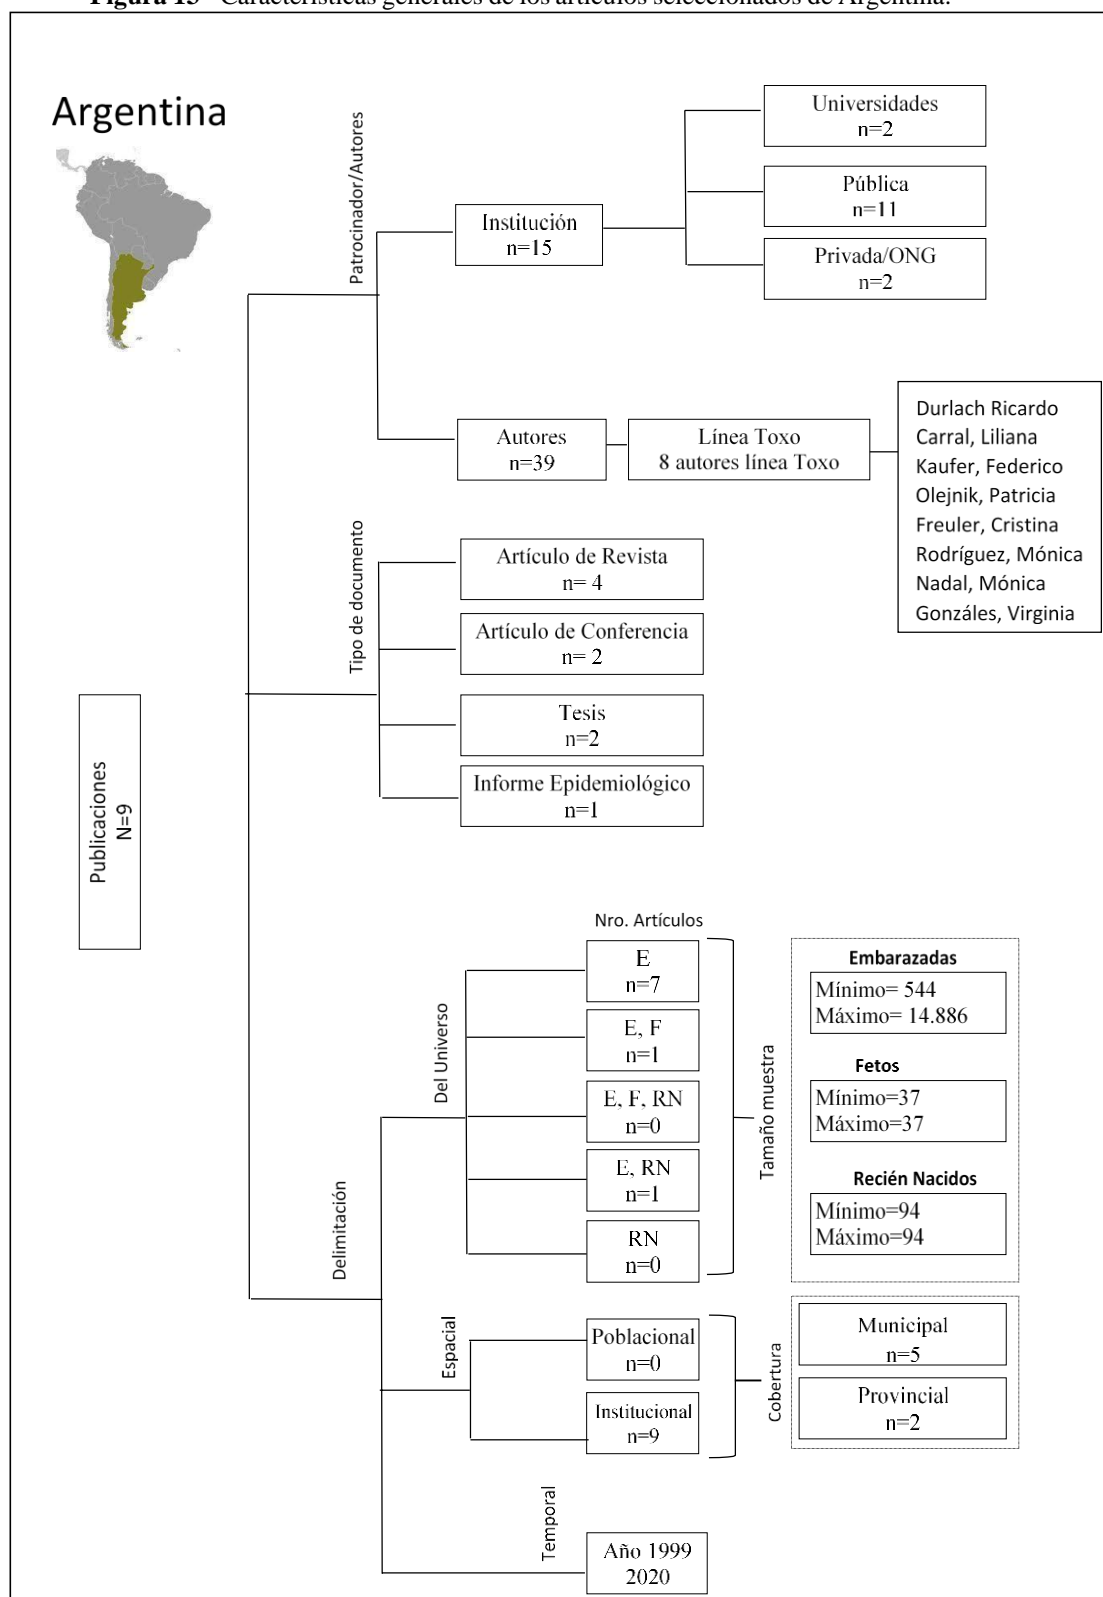 Figura 15 Características generales de los artículos seleccionados de Argentina.
Argentina
Patrocinador/Autores
Institución
n=15
Universidades
n=2
Pública
n=11
Privada/ONG
n=2
Autores
n=39
Línea Toxo
8 autores línea Toxo
Durlach Ricardo
Carral, Liliana
Kaufer, Federico
Olejnik, Patricia
Freuler, Cristina
Rodríguez, Mónica
Nadal, Mónica
Gonzáles, Virginia
Publicaciones
N=9
Tipo de documento
Artículo de Revista
n= 4
Artículo de Conferencia
n= 2
Tesis
n=2
Informe Epidemiológico
n=1
Delimitación
Del Universo
Nro. Artículos
E
n=7
E, F
n=1
E, F, RN
n=0
E, RN
n=1
RN
n=0
Tamaño muestra
Embarazadas
Mínimo= 544
Máximo= 14.886
Fetos
Mínimo=37
Máximo=37
Recién Nacidos
Mínimo=94
Máximo=94
Espacial
Poblacional
n=0
Institucional
n=9
Cobertura
Municipal
n=5
Provincial
n=2
Temporal
Año 1999
2020